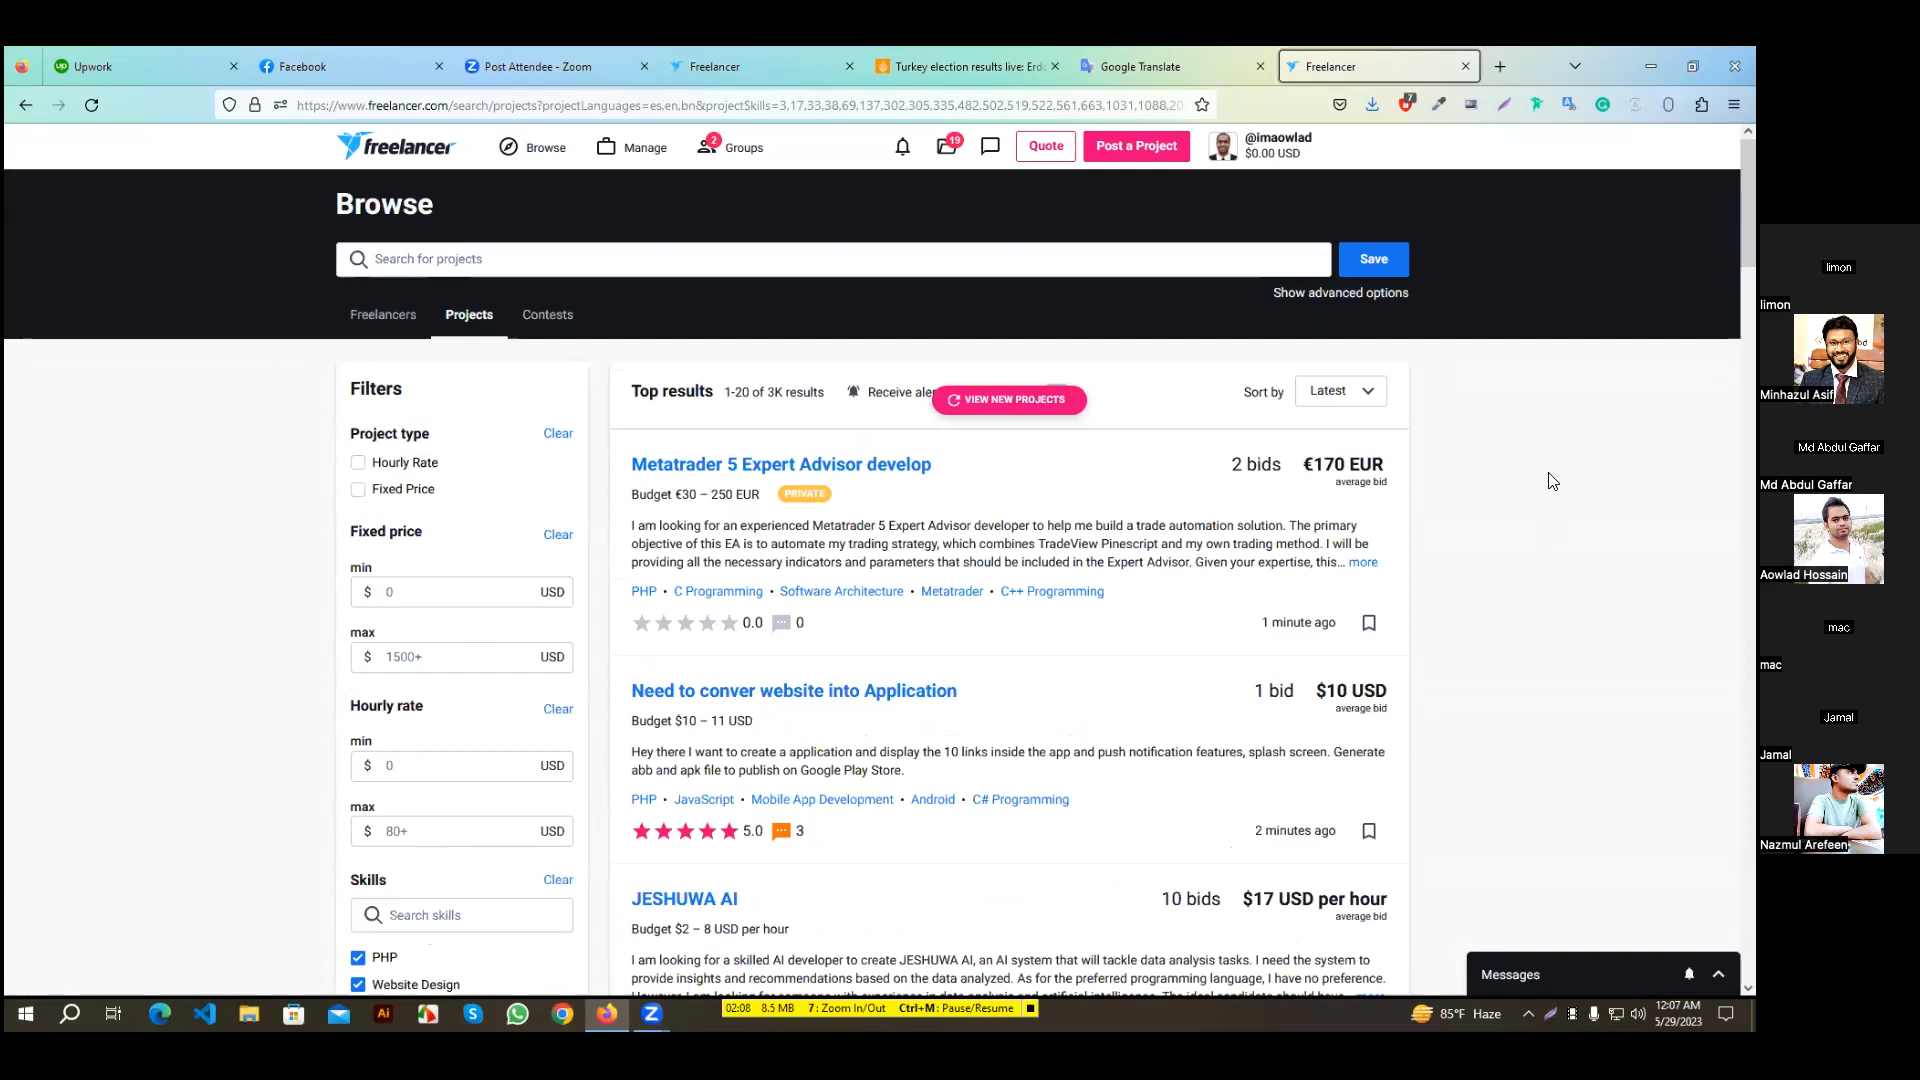 Upwork
Facebook
Post Attendee - Zoom
Freelancer
Turkey election results live: Erdo
Google Translate
Freelancer
https://www.freelancer.com/search/projects?projectLanguages=es,en,bn&projectSkills=3,17,33,38,69,137,302,305,335,482,502,519,522,561,663,1031,1088,20
7
freelancer
Browse
Manage
2
Groups
19
Quote
Post a Project
@imaowlad
$0.00 USD
Browse
Search for projects
Save
Show advanced options
Freelancers
Projects
Contests
Filters
Project type
Clear
Hourly Rate
Fixed Price
Fixed price
Clear
min
$ 0 USD
max
$ 1500+ USD
Hourly rate
Clear
min
$ 0 USD
max
$ 80+ USD
Skills
Clear
Search skills
PHP
Website Design
Top results 1-20 of 3K results
Receive aler
VIEW NEW PROJECTS
Sort by
Latest
Metatrader 5 Expert Advisor develop
2 bids €170 EUR
average bid
Budget €30 – 250 EUR
PRIVATE
I am looking for an experienced Metatrader 5 Expert Advisor developer to help me build a trade automation solution. The primary
objective of this EA is to automate my trading strategy, which combines TradeView Pinescript and my own trading method. I will be
providing all the necessary indicators and parameters that should be included in the Expert Advisor. Given your expertise, this... more
PHP • C Programming • Software Architecture • Metatrader • C++ Programming
0.0 0
1 minute ago
Need to conver website into Application
1 bid $10 USD
average bid
Budget $10 – 11 USD
Hey there I want to create a application and display the 10 links inside the app and push notification features, splash screen. Generate
abb and apk file to publish on Google Play Store.
PHP • JavaScript • Mobile App Development • Android • C# Programming
5.0 3
2 minutes ago
JESHUWA AI
10 bids $17 USD per hour
average bid
Budget $2 – 8 USD per hour
I am looking for a skilled AI developer to create JESHUWA AI, an AI system that will tackle data analysis tasks. I need the system to
provide insights and recommendations based on the data analyzed. As for the preferred programming language, I have no preference.
Messages
limon
limon
Minhazul Asif
Md Abdul Gaffar
Md Abdul Gaffar
Aowlad Hossain
mac
mac
Jamal
Jamal
Nazmul Arefeen
02:08 8.5 MB 7 : Zoom In/Out Ctrl+M : Pause/Resume
85°F Haze
12:07 AM
5/29/2023